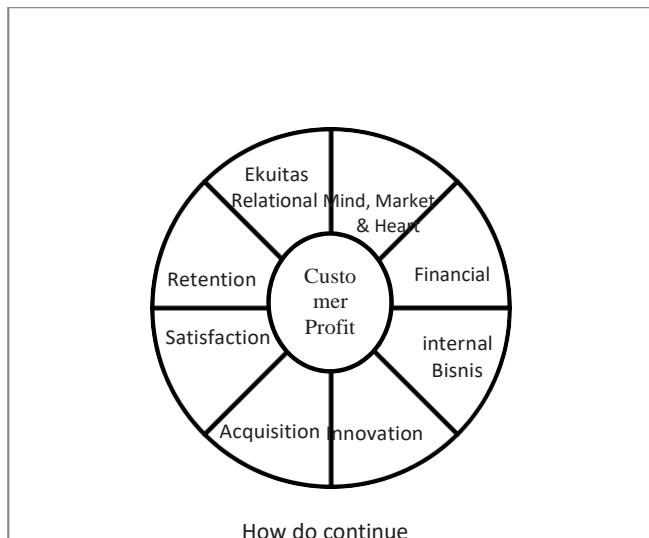 Ekuitas
Relational
Mind, Market
& Heart
Retention
Custo
mer
Profit
Financial
Satisfaction
internal
Bisnis
Acquisition
Innovation
How do continue